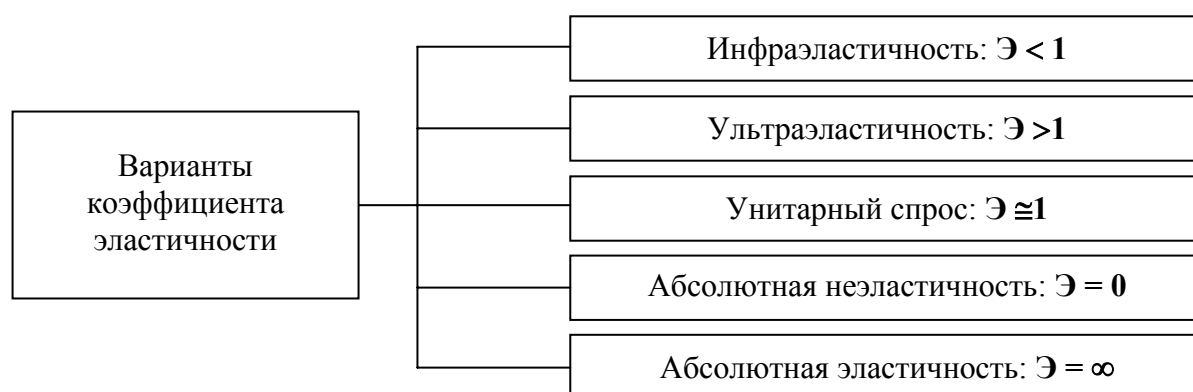 Варианты
коэффициента
эластичности
Инфраэластичность: Э < 1
Ультраэластичность: Э >1
Унитарный спрос: Э ≅1
Абсолютная неэластичность: Э = 0
Абсолютная эластичность: Э = ∞